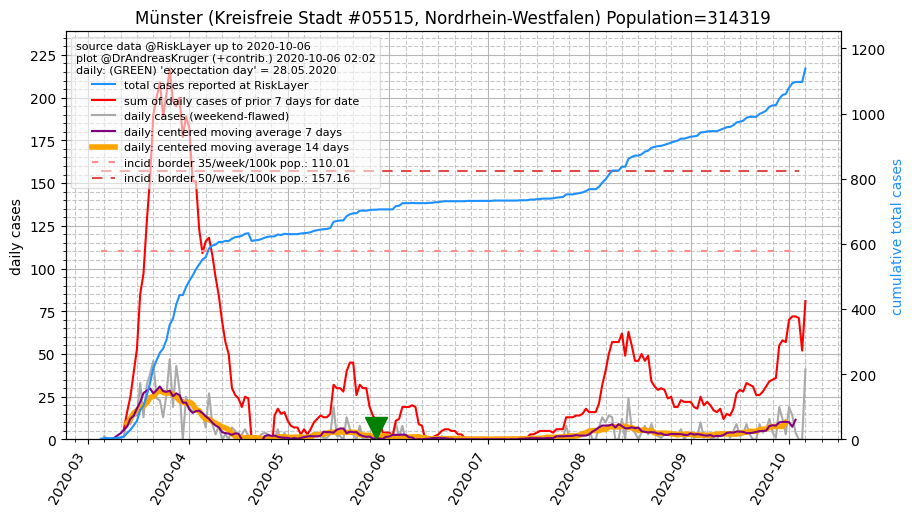 Münster (Kreisfreie Stadt #05515, Nordrhein-Westfalen) Population=314319
source data @RiskLayer up to 2020-10-06
plot @DrAndreasKruger (+contrib.) 2020-10-06 02:02
daily: (GREEN) 'expectation day' = 28.05.2020
total cases reported at RiskLayer
sum of daily cases of prior 7 days for date
daily cases (weekend-flawed)
daily: centered moving average 7 days
daily: centered moving average 14 days
incid. border 35/week/100k pop.: 110.01
incid. border 50/week/100k pop.: 157.16
daily cases
225
200
175
150
125
100
75
50
25
0
cumulative total cases
1200
1000
800
600
400
200
0
2020-03
2020-04
2020-05
2020-06
2020-07
2020-08
2020-09
2020-10